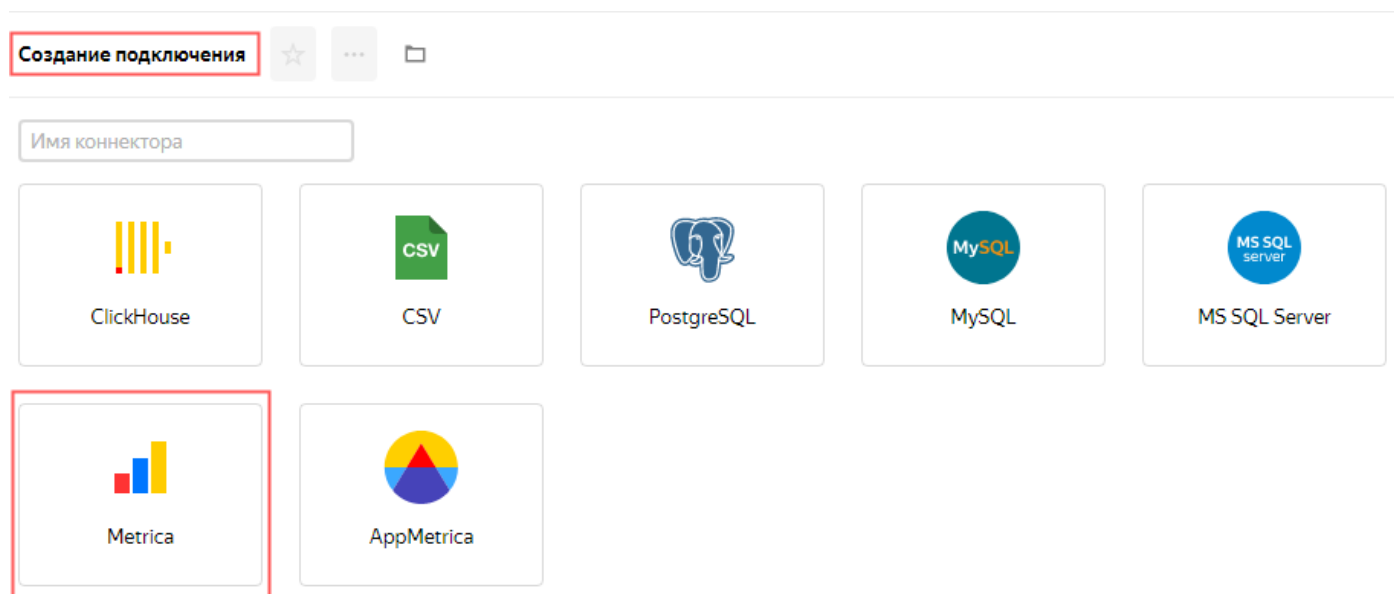 Создание подключения
Имя коннектора
CSV
MySQL
MS SQL
server
ClickHouse
CSV
PostgreSQL
MySQL
MS SQL Server
Metrica
AppMetrica